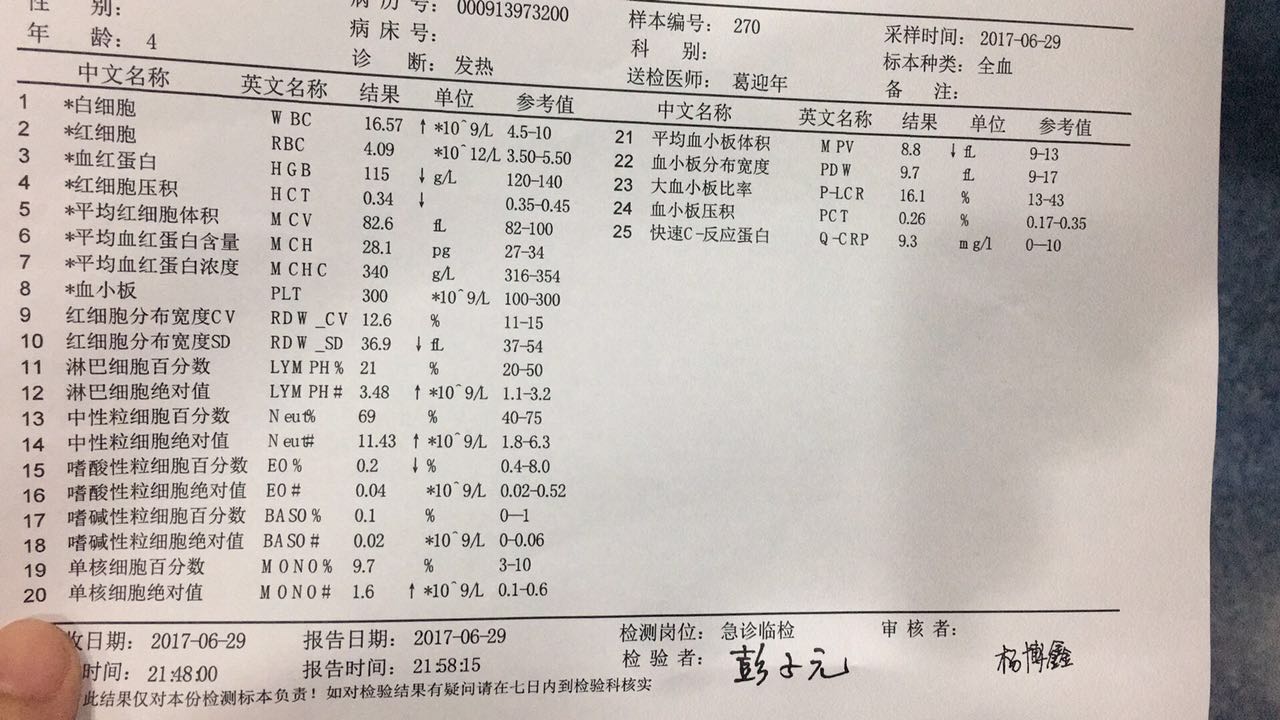 性 别:
年 龄: 4
病历号: 000913973200
病床号:
诊 断: 发热
样本编号: 270
科 别:
送检医师: 葛迎年
采样时间: 2017-06-29
标本种类: 全血
备 注:
中文名称 英文名称 结果 单位 参考值
1 *白细胞 WBC 16.57 ↑ *10^9/L 4.5-10
2 *红细胞 RBC 4.09 *10^12/L 3.50-5.50
3 *血红蛋白 HGB 115 ↓ g/L 120-140
4 *红细胞压积 HCT 0.34 ↓ 0.35-0.45
5 *平均红细胞体积 MCV 82.6 fL 82-100
6 *平均血红蛋白含量 MCH 28.1 pg 27-34
7 *平均血红蛋白浓度 MCHC 340 g/L 316-354
8 *血小板 PLT 300 *10^9/L 100-300
9 红细胞分布宽度CV RDW_CV 12.6 % 11-15
10 红细胞分布宽度SD RDW_SD 36.9 ↓ fL 37-54
11 淋巴细胞百分数 LYMPH% 21 % 20-50
12 淋巴细胞绝对值 LYMPH# 3.48 ↑ *10^9/L 1.1-3.2
13 中性粒细胞百分数 Neut% 69 % 40-75
14 中性粒细胞绝对值 Neut# 11.43 ↑ *10^9/L 1.8-6.3
15 嗜酸性粒细胞百分数 EO% 0.2 ↓ % 0.4-8.0
16 嗜酸性粒细胞绝对值 EO# 0.04 *10^9/L 0.02-0.52
17 嗜碱性粒细胞百分数 BASO% 0.1 % 0—1
18 嗜碱性粒细胞绝对值 BASO# 0.02 *10^9/L 0-0.06
19 单核细胞百分数 MONO% 9.7 % 3-10
20 单核细胞绝对值 MONO# 1.6 ↑ *10^9/L 0.1-0.6
中文名称 英文名称 结果 单位 参考值
21 平均血小板体积 MPV 8.8 ↓ fL 9-13
22 血小板分布宽度 PDW 9.7 fL 9-17
23 大血小板比率 P-LCR 16.1 % 13-43
24 血小板压积 PCT 0.26 % 0.17-0.35
25 快速C-反应蛋白 Q-CRP 9.3 mg/l 0—10
收日期: 2017-06-29 报告日期: 2017-06-29 检测岗位: 急诊临检 审 核 者:
时间: 21:48:00 报告时间: 21:58:15 检 验 者: 彭子元 杨博鑫
此结果仅对本份检测标本负责！如对检验结果有疑问请在七日内到检验科核实